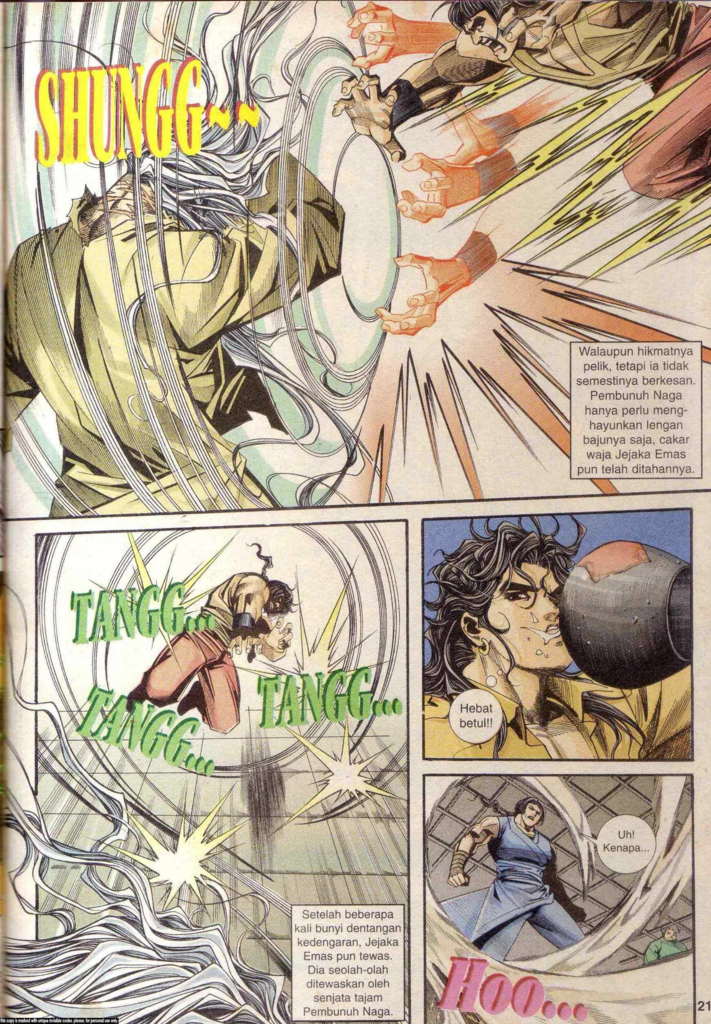 SHUNGG~~
Walaupun hikmatnya
pelik, tetapi ia tidak
semestinya berkesan.
Pembunuh Naga
hanya perlu meng-
hayunkan lengan
bajunya saja, cakar
waja Jejaka Emas
pun telah ditahannya.
TANGG...
TANGG...
TANGG...
Setelah beberapa
kali bunyi dentangan
kedengaran, Jejaka
Emas pun tewas.
Dia seolah-olah
ditewaskan oleh
senjata tajam
Pembunuh Naga.
Hebat
betul!!
Uh!
Kenapa...
HOO...
21